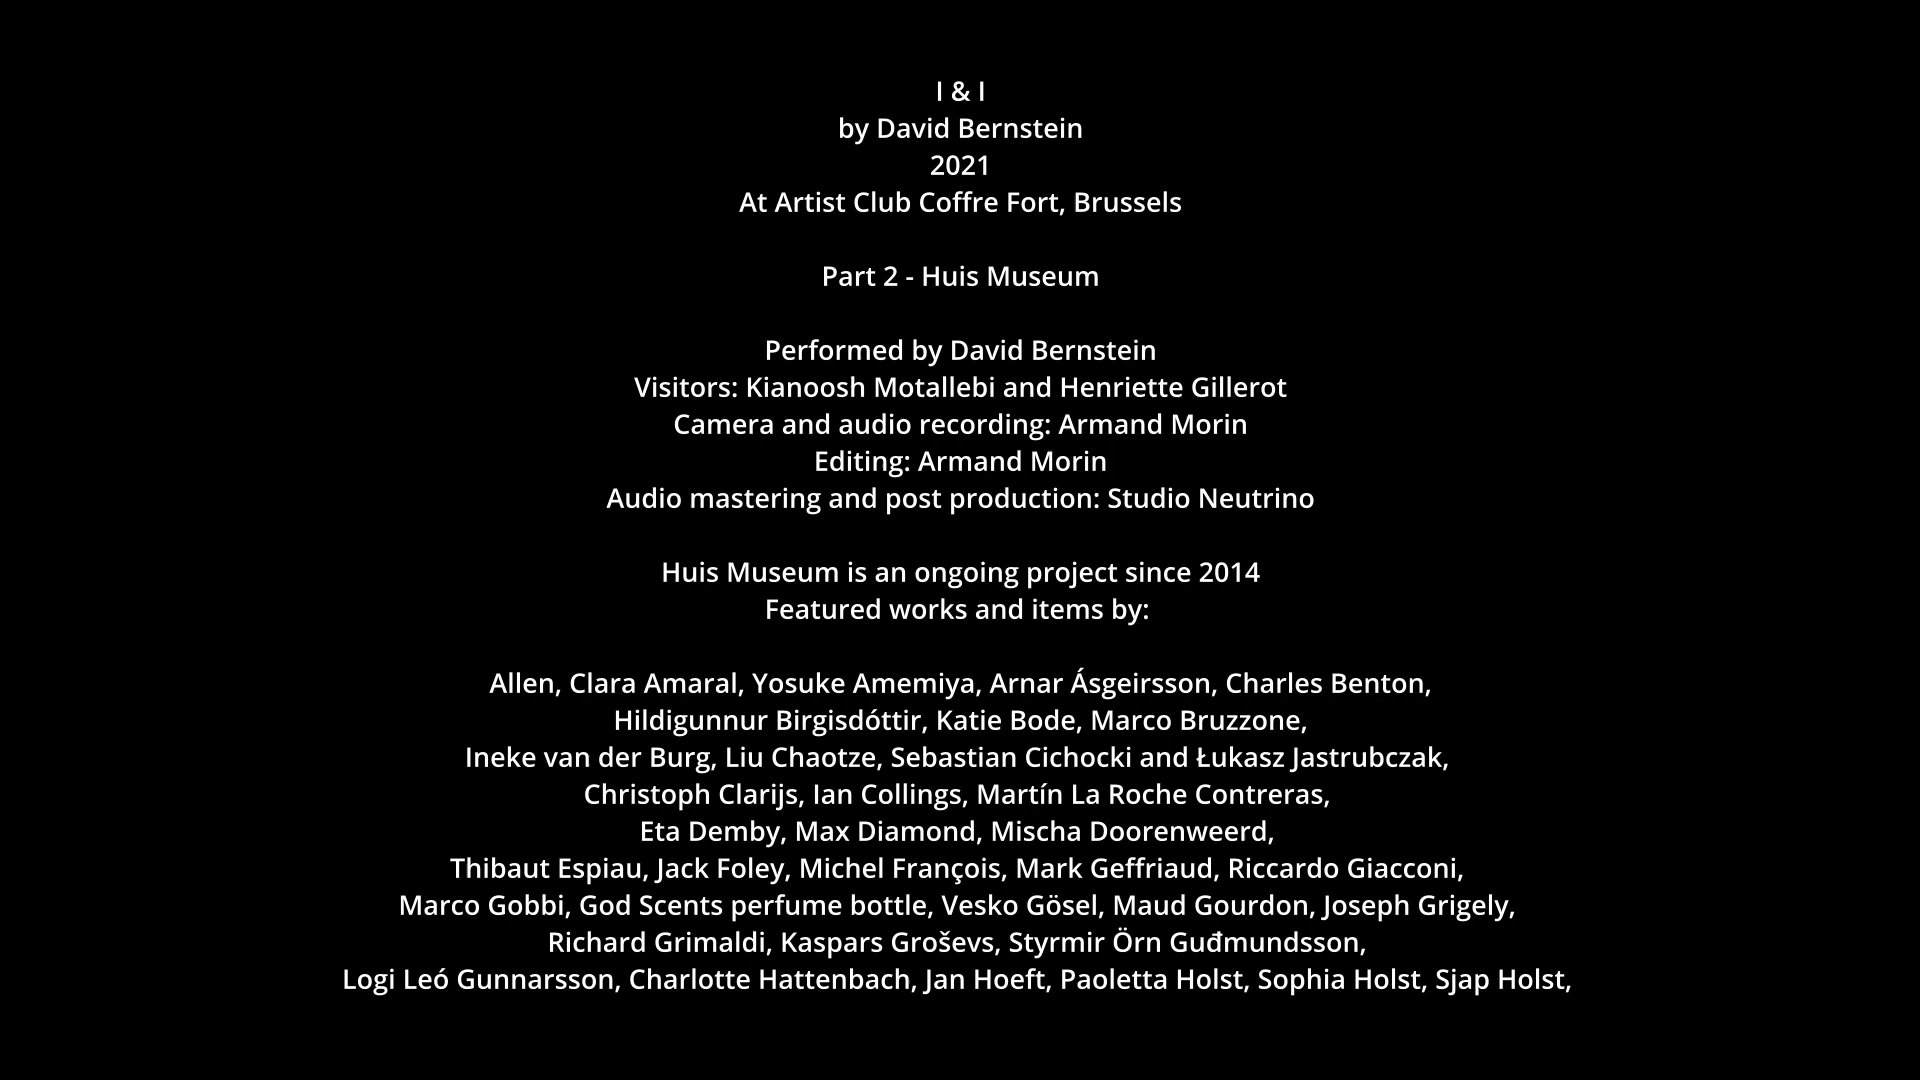 I & I
by David Bernstein
2021
At Artist Club Coffre Fort, Brussels
Part 2 - Huis Museum
Performed by David Bernstein
Visitors: Kianoosh Motallebi and Henriette Gillerot
Camera and audio recording: Armand Morin
Editing: Armand Morin
Audio mastering and post production: Studio Neutrino
Huis Museum is an ongoing project since 2014
Featured works and items by:
Allen, Clara Amaral, Yosuke Amemiya, Arnar Ásgeirsson, Charles Benton,
Hildigunnur Birgisdóttir, Katie Bode, Marco Bruzzone,
Ineke van der Burg, Liu Chaotze, Sebastian Cichocki and Łukasz Jastrubczak,
Christoph Clarijs, Ian Collings, Martín La Roche Contreras,
Eta Demby, Max Diamond, Mischa Doorenweerd,
Thibaut Espiau, Jack Foley, Michel François, Mark Geffriaud, Riccardo Giacconi,
Marco Gobbi, God Scents perfume bottle, Vesko Gösel, Maud Gourdon, Joseph Grigely,
Richard Grimaldi, Kaspars Groševs, Styrmir Örn Guđmundsson,
Logi Leó Gunnarsson, Charlotte Hattenbach, Jan Hoeft, Paoletta Holst, Sophia Holst, Sjap Holst,